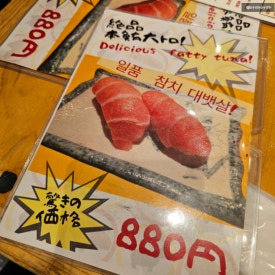 絶品
本鮪大トロ!
Delicious fatty tuna!
일품 참치 대뱃살!
驚きの
価格
880円
880円